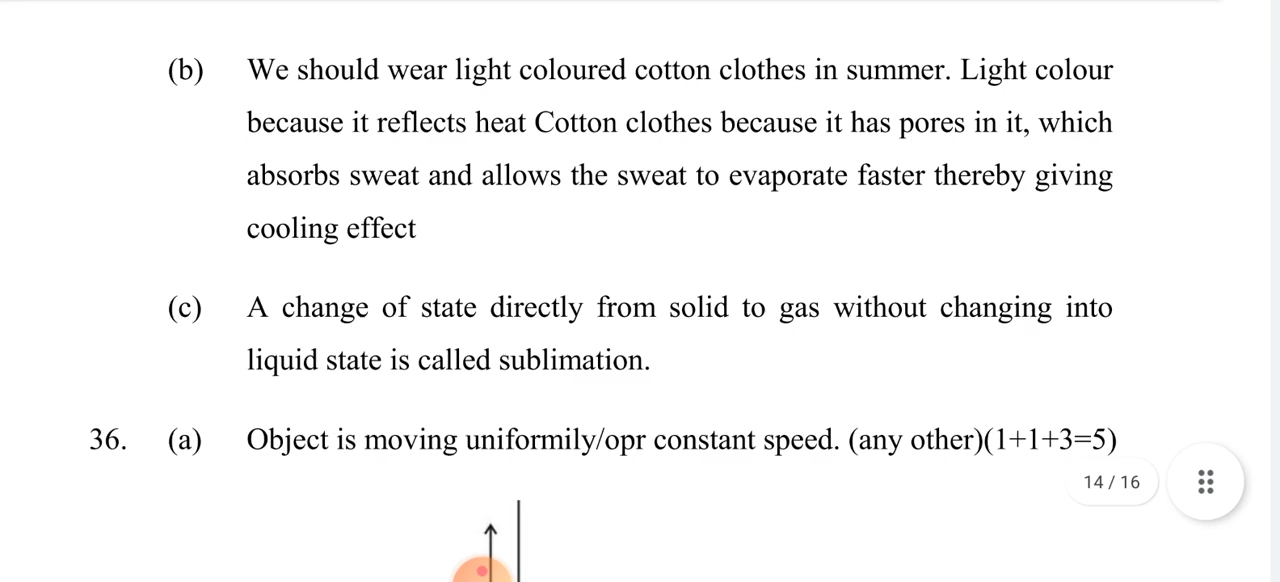 (b) We should wear light coloured cotton clothes in summer. Light colour
because it reflects heat Cotton clothes because it has pores in it, which
absorbs sweat and allows the sweat to evaporate faster thereby giving
cooling effect
(c) A change of state directly from solid to gas without changing into
liquid state is called sublimation.
36. (a) Object is moving uniformily/opr constant speed. (any other)(1+1+3=5)
14 / 16